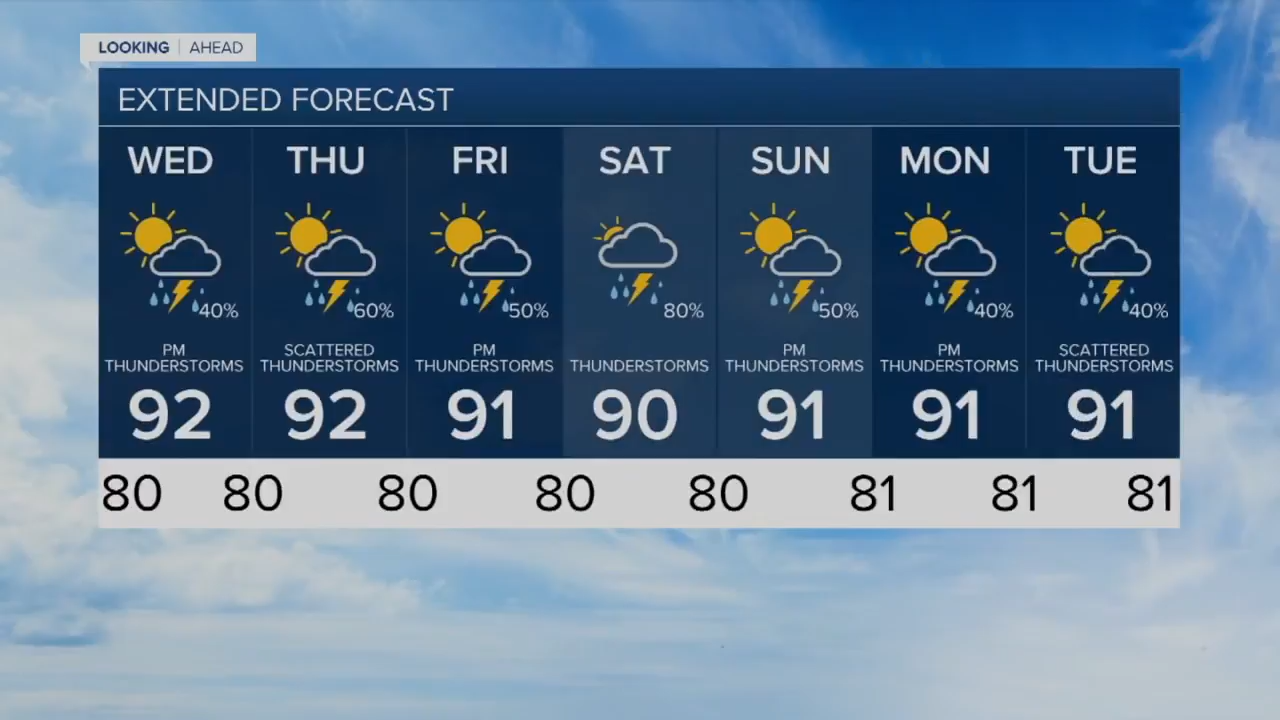 LOOKING | AHEAD
EXTENDED FORECAST
WED THU FRI SAT SUN MON TUE
40% 60% 50% 80% 50% 40% 40%
PM SCATTERED PM PM PM SCATTERED
THUNDERSTORMS THUNDERSTORMS THUNDERSTORMS THUNDERSTORMS THUNDERSTORMS THUNDERSTORMS THUNDERSTORMS
92 92 91 90 91 91 91
80 80 80 80 80 81 81 81